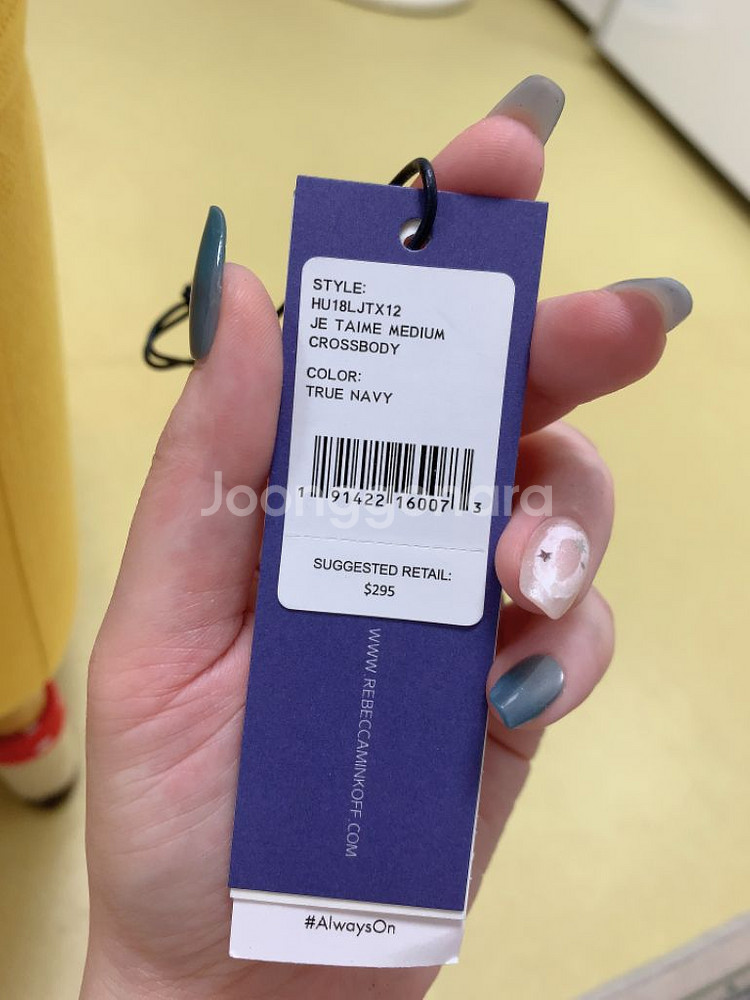 STYLE:
HU18LJTX12
JE TAIME MEDIUM
CROSSBODY
COLOR:
TRUE NAVY
1 91422 16007 3
Joonggonara
SUGGESTED RETAIL:
$295
WWW.REBECCAMINKOFF.COM
#AlwaysOn